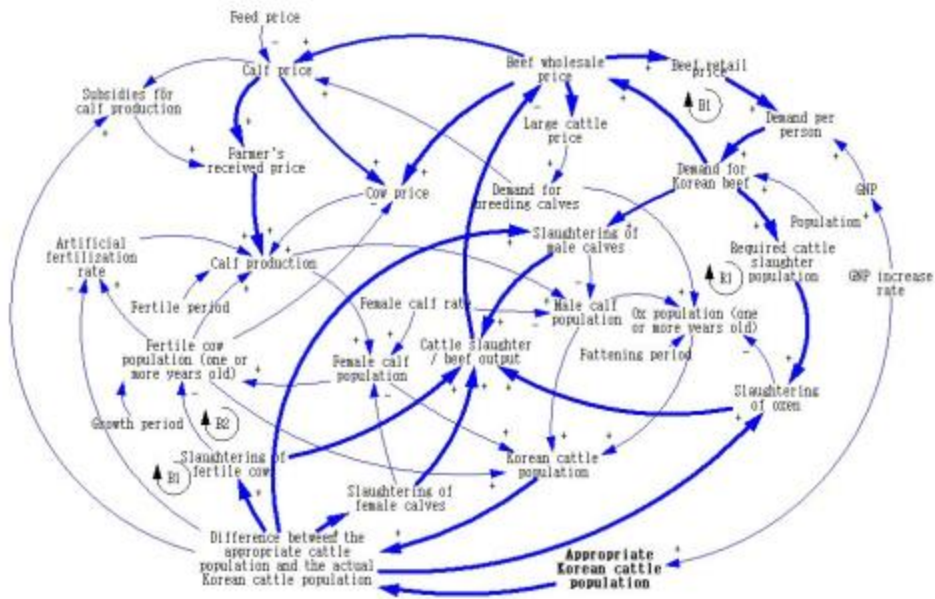 Feed price
Calf price
Beef wholesale
price
Beef retail
price
B1
Subsidies for
calf production
Large cattle
price
Demand per
person
Farmer's
received price
Demand for
Korean beef
Cow price
Demand for
breeding calves
GNP
Population
Artificial
fertilization
rate
Slaughtering of
male calves
Required cattle
slaughter
population
Calf production
R1
GNP increase
rate
Fertile period
Female calf rate
Male calf
population
Ox population (one
or more years old)
Fertile cow
population (one or
more years old)
Cattle slaughter
/ beef output
Fattening period
Female calf
population
Slaughtering
of oxen
Growth period
B2
Slaughtering of
fertile cows
B1
Korean cattle
population
Slaughtering of
female calves
Difference between the
appropriate cattle
population and the actual
Korean cattle population
Appropriate
Korean cattle
population